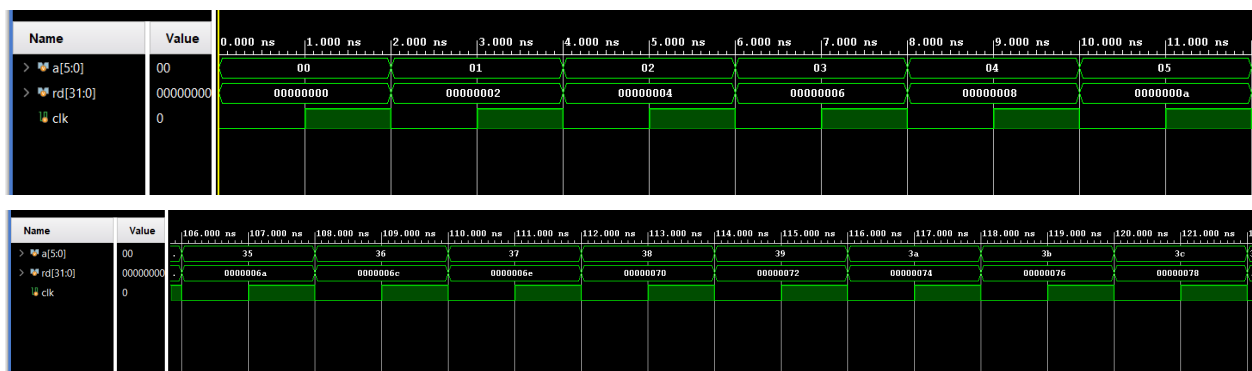 Name Value 0.000 ns 1.000 ns 2.000 ns 3.000 ns 4.000 ns 5.000 ns 6.000 ns 7.000 ns 8.000 ns 9.000 ns 10.000 ns 11.000 ns
a[5:0] 00 00 01 02 03 04 05
rd[31:0] 00000000 00000000 00000002 00000004 00000006 00000008 0000000a
clk 0
Name Value 106.000 ns 107.000 ns 108.000 ns 109.000 ns 110.000 ns 111.000 ns 112.000 ns 113.000 ns 114.000 ns 115.000 ns 116.000 ns 117.000 ns 118.000 ns 119.000 ns 120.000 ns 121.000 ns
a[5:0] 00 35 36 37 38 39 3a 3b 3c
rd[31:0] 00000000 0000006a 0000006c 0000006e 00000070 00000072 00000074 00000076 00000078
clk 0